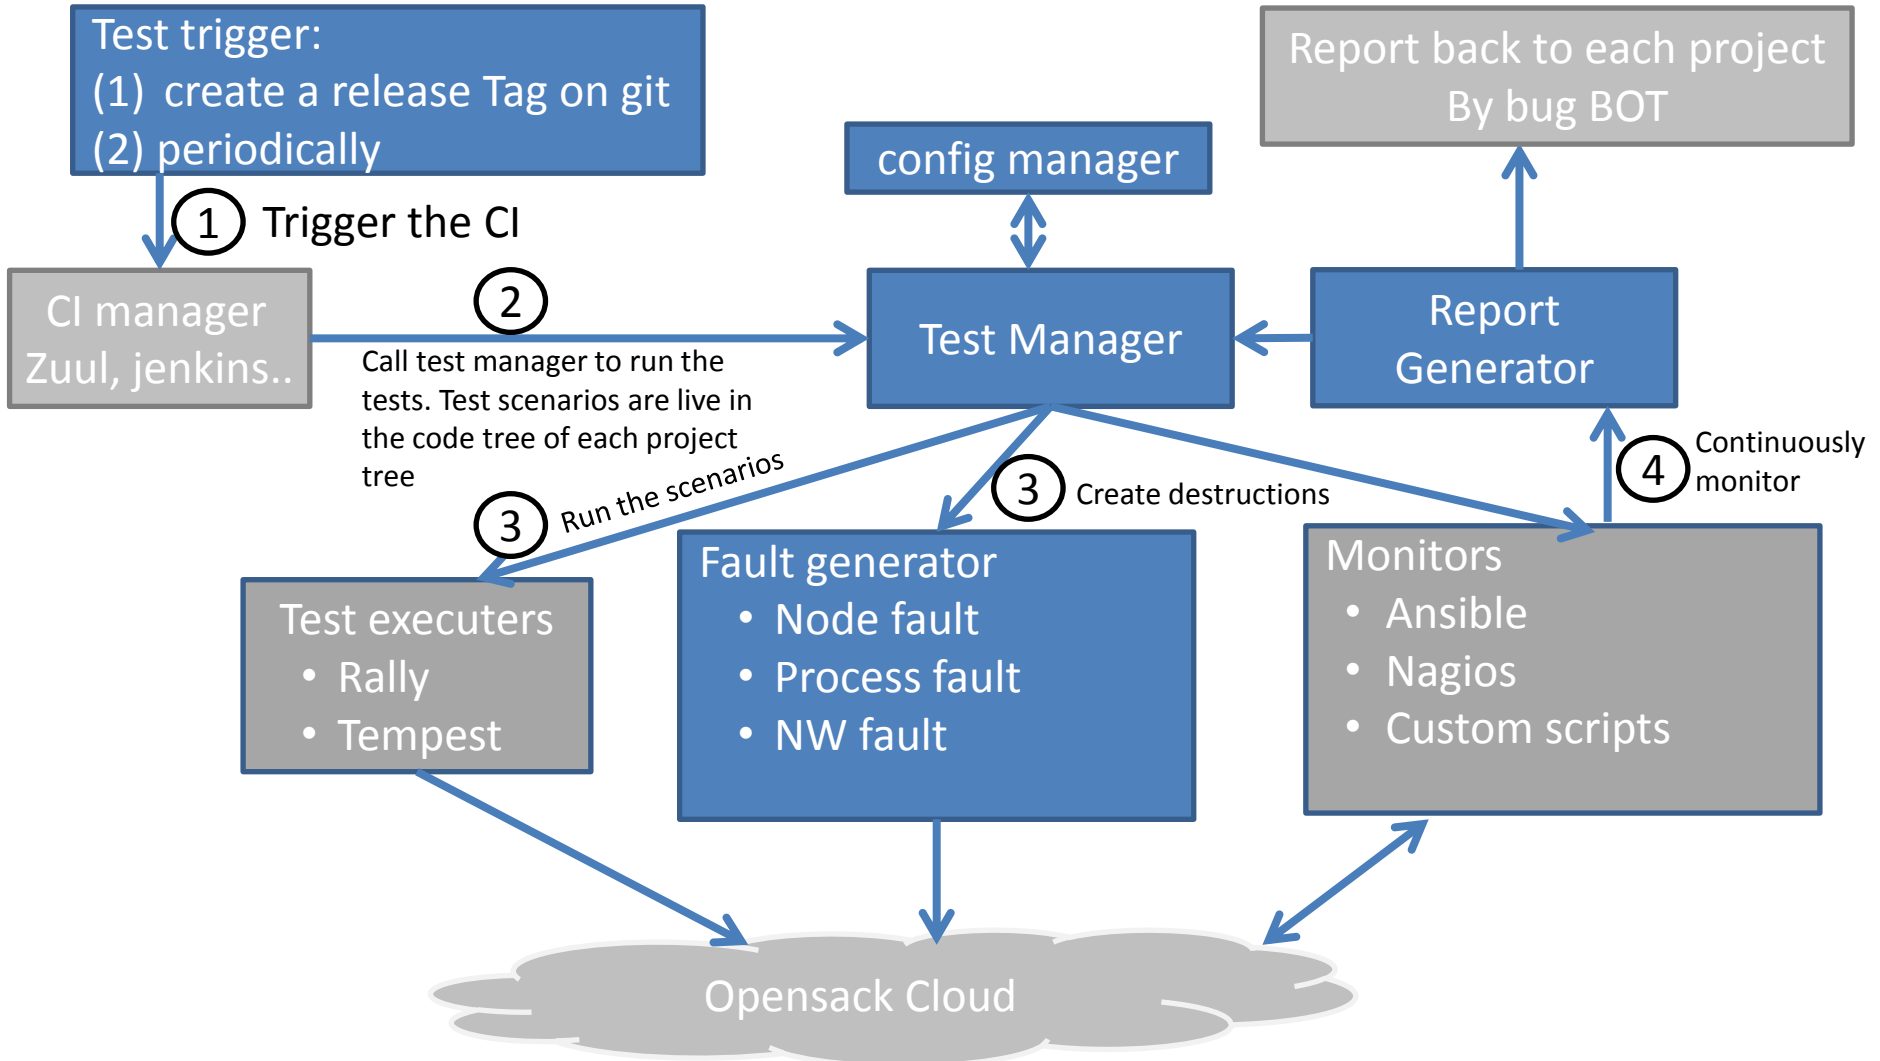 Test trigger:
(1) create a release Tag on git
(2) periodically
Report back to each project
By bug BOT
config manager
1 Trigger the CI
CI manager
Zuul, jenkins..
2
Call test manager to run the
tests. Test scenarios are live in
the code tree of each project
tree
Test Manager
Report
Generator
3 Run the scenarios
3 Create destructions
4 Continuously
monitor
Test executers
• Rally
• Tempest
Fault generator
• Node fault
• Process fault
• NW fault
Monitors
• Ansible
• Nagios
• Custom scripts
Opensack Cloud